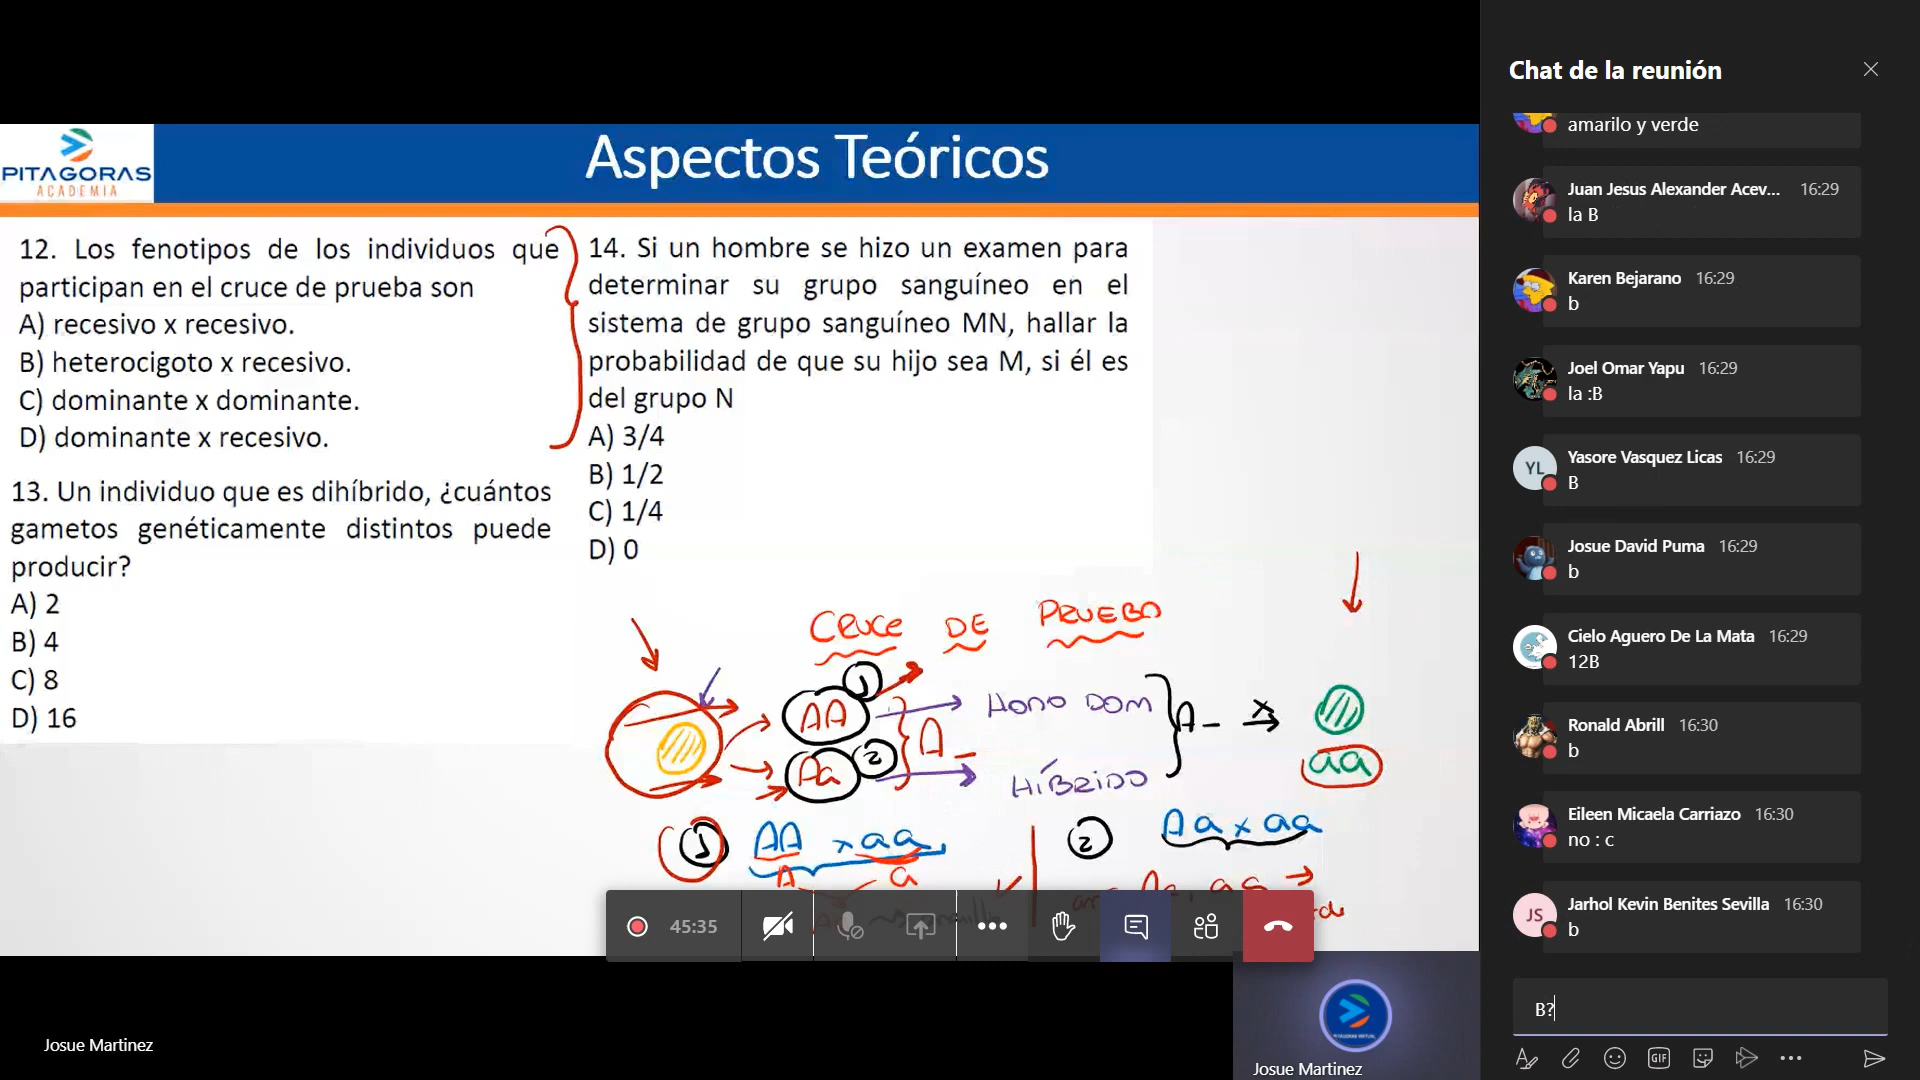 PITAGORAS
ACADEMIA
Aspectos Teóricos
12. Los fenotipos de los individuos que
participan en el cruce de prueba son
A) recesivo x recesivo.
B) heterocigoto x recesivo.
C) dominante x dominante.
D) dominante x recesivo.
13. Un individuo que es dihíbrido, ¿cuántos
gametos genéticamente distintos puede
producir?
A) 2
B) 4
C) 8
D) 16
14. Si un hombre se hizo un examen para
determinar su grupo sanguíneo en el
sistema de grupo sanguíneo MN, hallar la
probabilidad de que su hijo sea M, si él es
del grupo N
A) 3/4
B) 1/2
C) 1/4
D) 0
CRUCE DE PRUEBA
1
AA
HOMO DOM
A_
x
Aa
2
A_
HÍBRIDO
aa
1 AA x aa
A a
2 Aa x aa
45:35
Josue Martinez
Josue Martinez
Chat de la reunión
amarilo y verde
Juan Jesus Alexander Acev... 16:29
la B
Karen Bejarano 16:29
b
Joel Omar Yapu 16:29
la :B
YL
Yasore Vasquez Licas 16:29
B
Josue David Puma 16:29
b
Cielo Aguero De La Mata 16:29
12B
Ronald Abrill 16:30
b
Eileen Micaela Carriazo 16:30
no : c
JS
Jarhol Kevin Benites Sevilla 16:30
b
B?
GIF